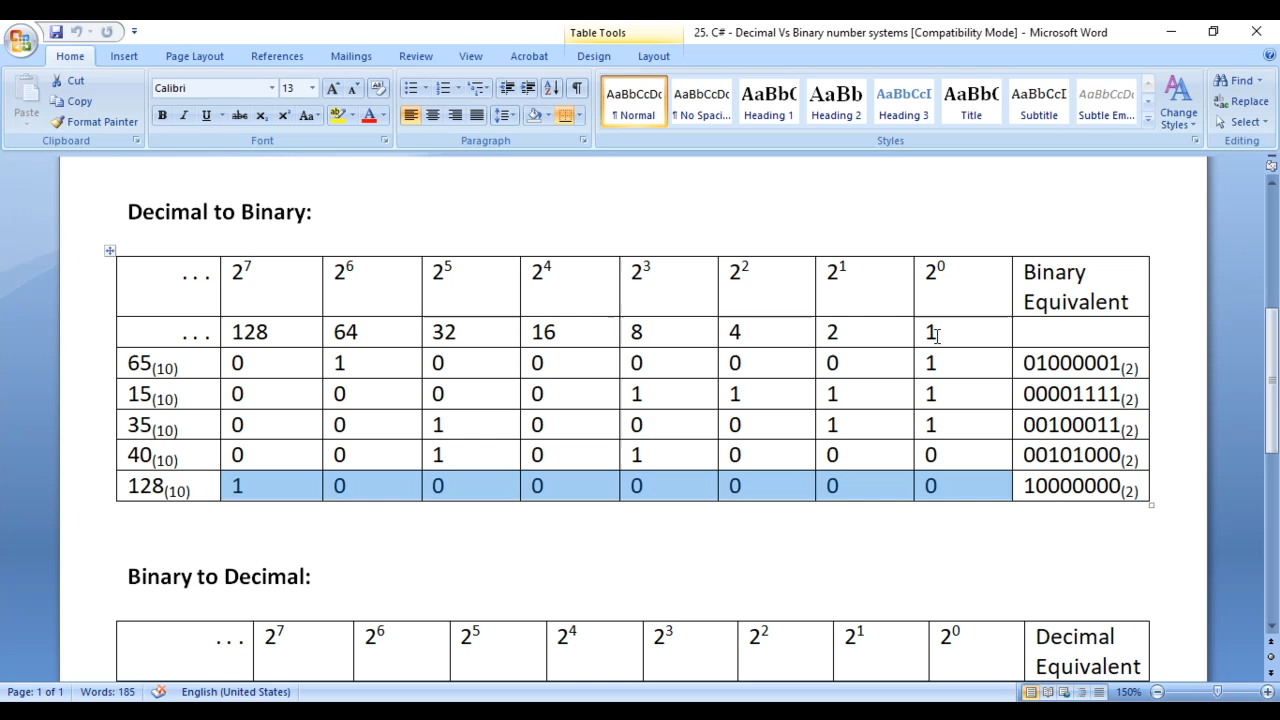 Table Tools
25. C# - Decimal Vs Binary number systems [Compatibility Mode] - Microsoft Word
Home Insert Page Layout References Mailings Review View Acrobat Design Layout
Paste
Cut
Copy
Format Painter
Clipboard
Calibri 13
B I U abc x₂ x² Aa
Font
Paragraph
AaBbCcDc AaBbCcDc AaBbC AaBb AaBbCcI AaBb( AaBbCcI AaBbCcDc
¶ Normal ¶ No Spaci... Heading 1 Heading 2 Heading 3 Title Subtitle Subtle Em...
Styles
Change
Styles
Find
Replace
Select
Editing
Decimal to Binary:
. . . 2⁷ 2⁶ 2⁵ 2⁴ 2³ 2² 2¹ 2⁰ Binary
Equivalent
. . . 128 64 32 16 8 4 2 1
65₍₁₀₎ 0 1 0 0 0 0 0 1 01000001₍₂₎
15₍₁₀₎ 0 0 0 0 1 1 1 1 00001111₍₂₎
35₍₁₀₎ 0 0 1 0 0 0 1 1 00100011₍₂₎
40₍₁₀₎ 0 0 1 0 1 0 0 0 00101000₍₂₎
128₍₁₀₎ 1 0 0 0 0 0 0 0 10000000₍₂₎
Binary to Decimal:
. . . 2⁷ 2⁶ 2⁵ 2⁴ 2³ 2² 2¹ 2⁰ Decimal
Equivalent
Page: 1 of 1 Words: 185 English (United States) 150%